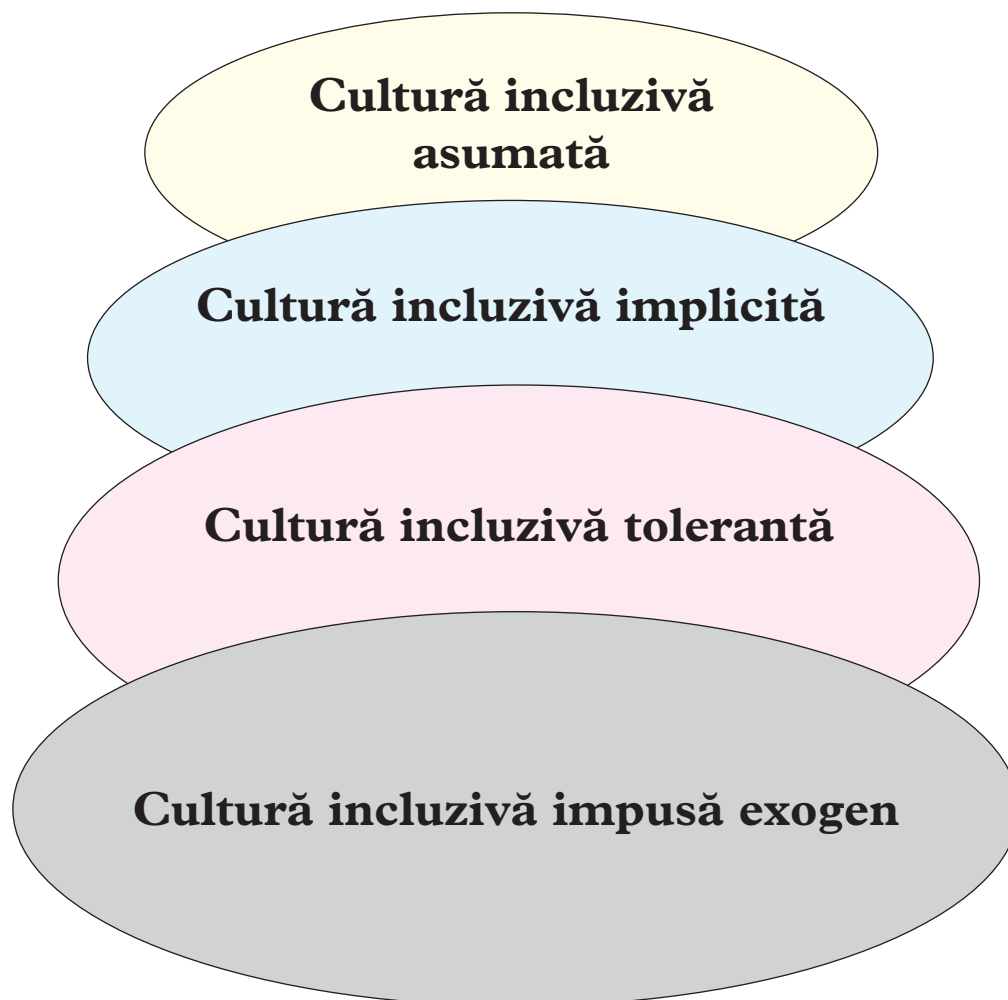 Cultură incluzivă
asumată
Cultură incluzivă implicită
Cultură incluzivă tolerantă
Cultură incluzivă impusă exogen